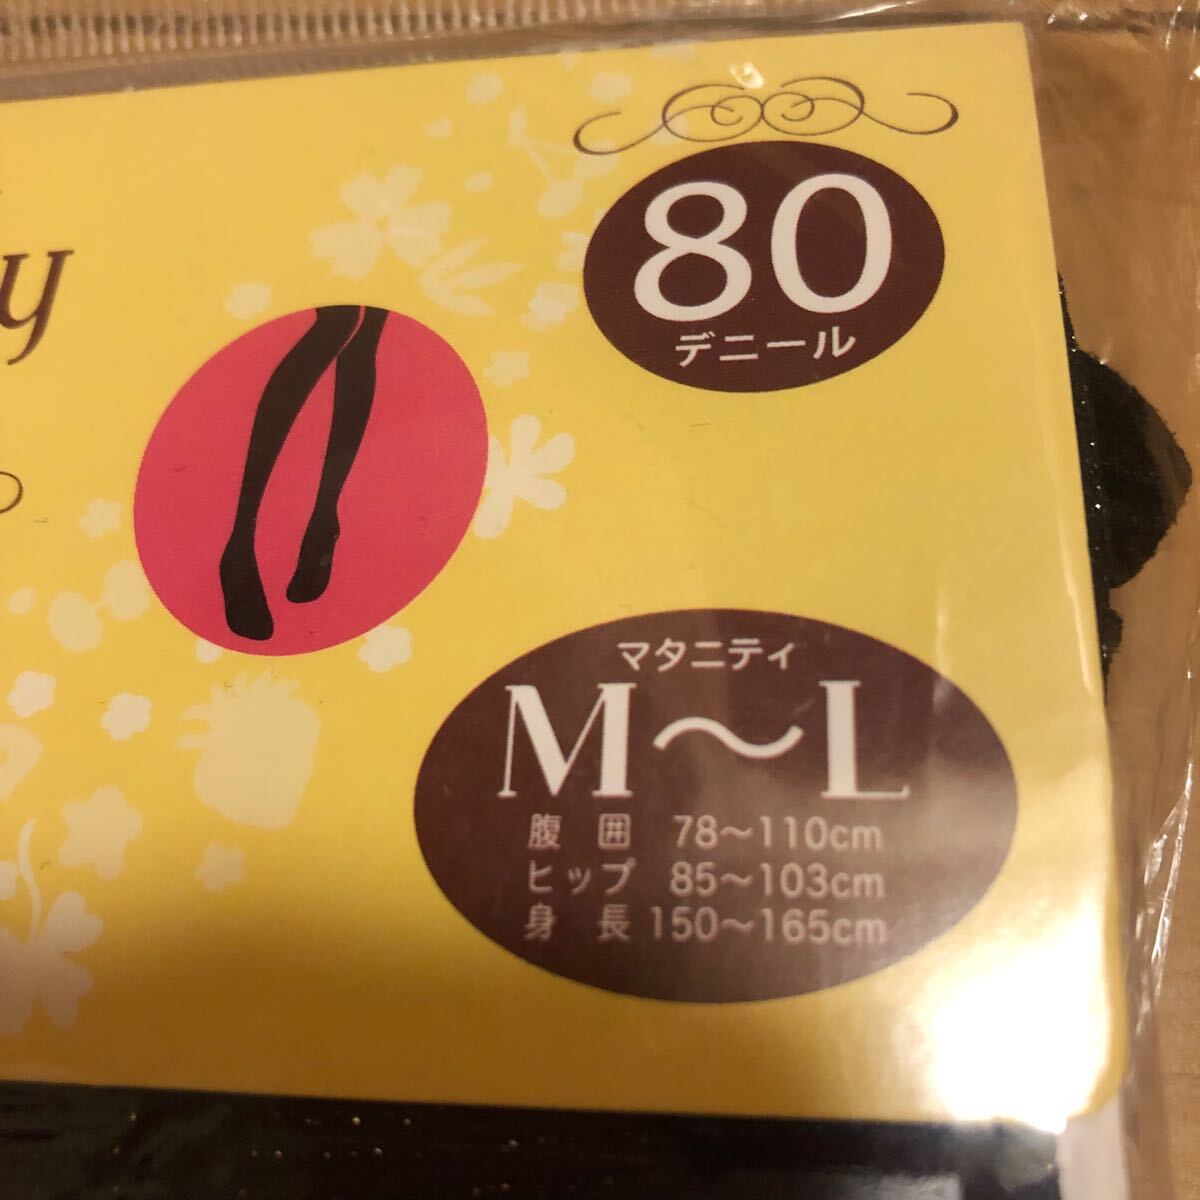 80
デニール
マタニティ
M〜L
腹 囲 78〜110cm
ヒップ 85〜103cm
身 長 150〜165cm